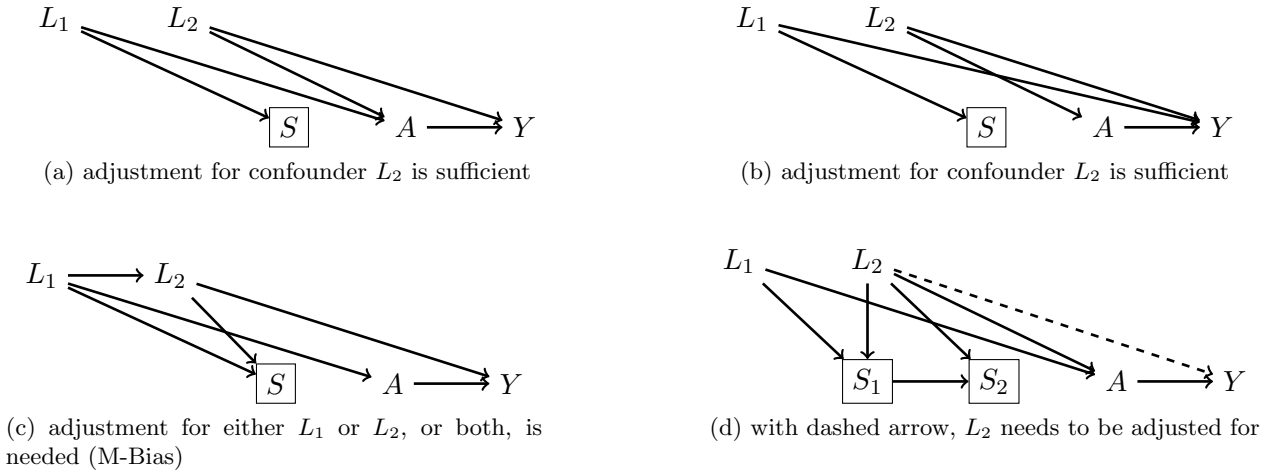 L₁ L₂
S A Y
(a) adjustment for confounder L₂ is sufficient
L₁ L₂
S A Y
(b) adjustment for confounder L₂ is sufficient
L₁ L₂
S A Y
(c) adjustment for either L₁ or L₂, or both, is
needed (M-Bias)
L₁ L₂
S₁ S₂ A Y
(d) with dashed arrow, L₂ needs to be adjusted for